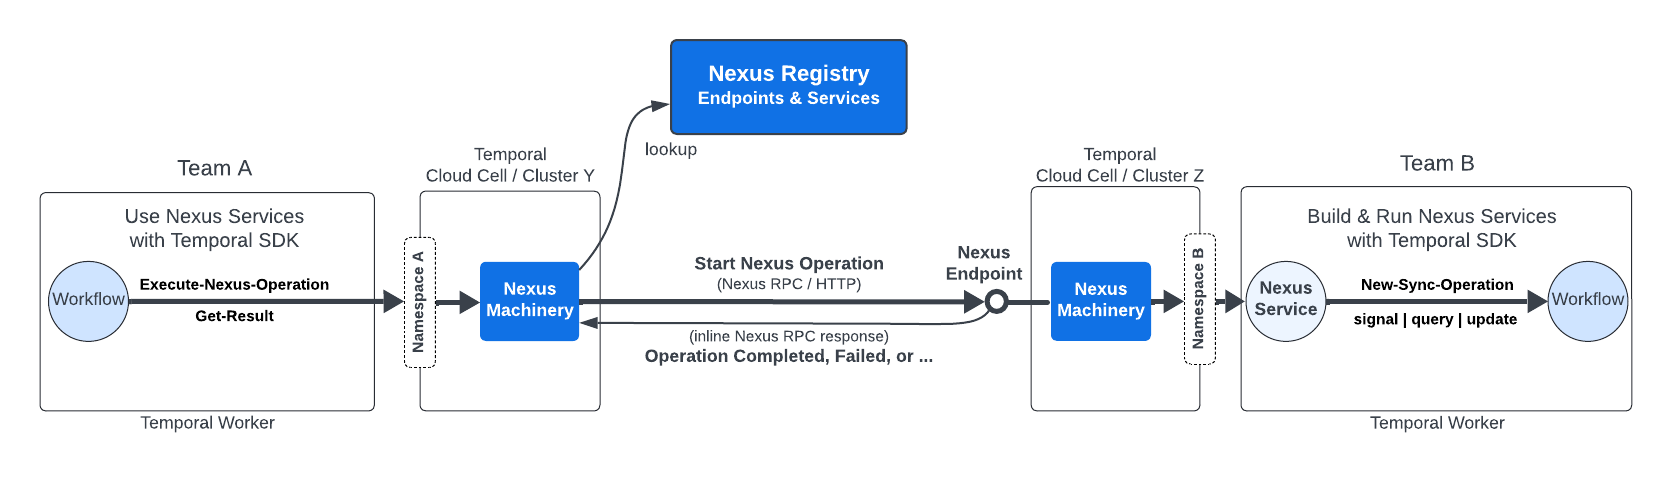 Nexus Registry
Endpoints & Services
lookup
Team A
Use Nexus Services
with Temporal SDK
Workflow
Execute-Nexus-Operation
Get-Result
Temporal Worker
Namespace A
Temporal
Cloud Cell / Cluster Y
Nexus
Machinery
Start Nexus Operation
(Nexus RPC / HTTP)
(inline Nexus RPC response)
Operation Completed, Failed, or ...
Nexus
Endpoint
Temporal
Cloud Cell / Cluster Z
Nexus
Machinery
Namespace B
Team B
Build & Run Nexus Services
with Temporal SDK
Nexus
Service
New-Sync-Operation
signal | query | update
Workflow
Temporal Worker